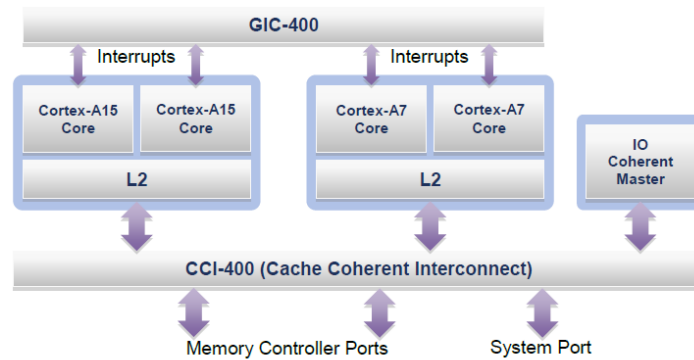 GIC-400
Interrupts
Interrupts
Cortex-A15
Core
Cortex-A15
Core
L2
Cortex-A7
Core
Cortex-A7
Core
L2
IO
Coherent
Master
CCI-400 (Cache Coherent Interconnect)
Memory Controller Ports
System Port